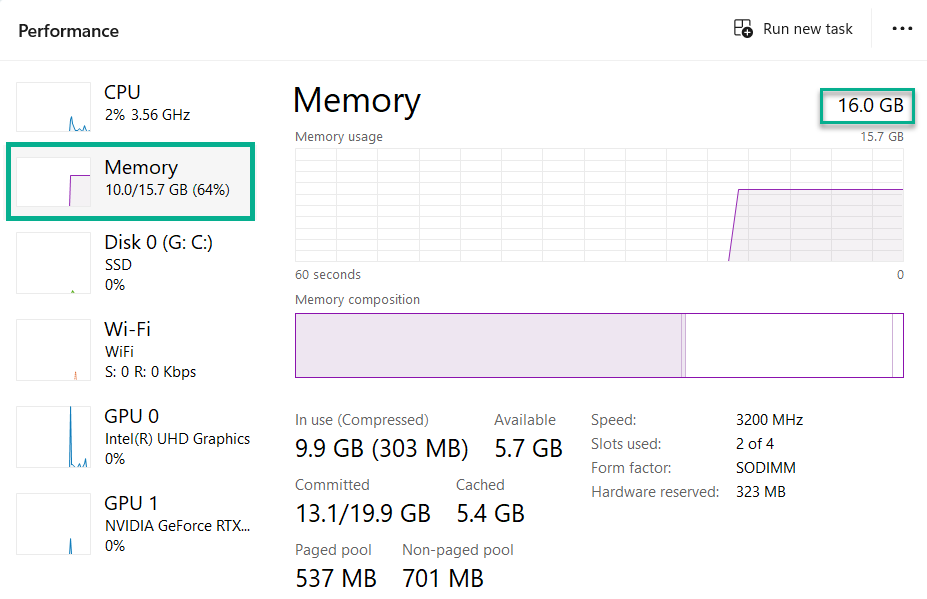 Performance
Run new task
CPU
2% 3.56 GHz
Memory
10.0/15.7 GB (64%)
Disk 0 (G: C:)
SSD
0%
Wi-Fi
WiFi
S: 0 R: 0 Kbps
GPU 0
Intel(R) UHD Graphics
0%
GPU 1
NVIDIA GeForce RTX...
0%
Memory
16.0 GB
Memory usage
15.7 GB
60 seconds
0
Memory composition
In use (Compressed)
9.9 GB (303 MB)
Available
5.7 GB
Committed
13.1/19.9 GB
Cached
5.4 GB
Paged pool
537 MB
Non-paged pool
701 MB
Speed: 3200 MHz
Slots used: 2 of 4
Form factor: SODIMM
Hardware reserved: 323 MB